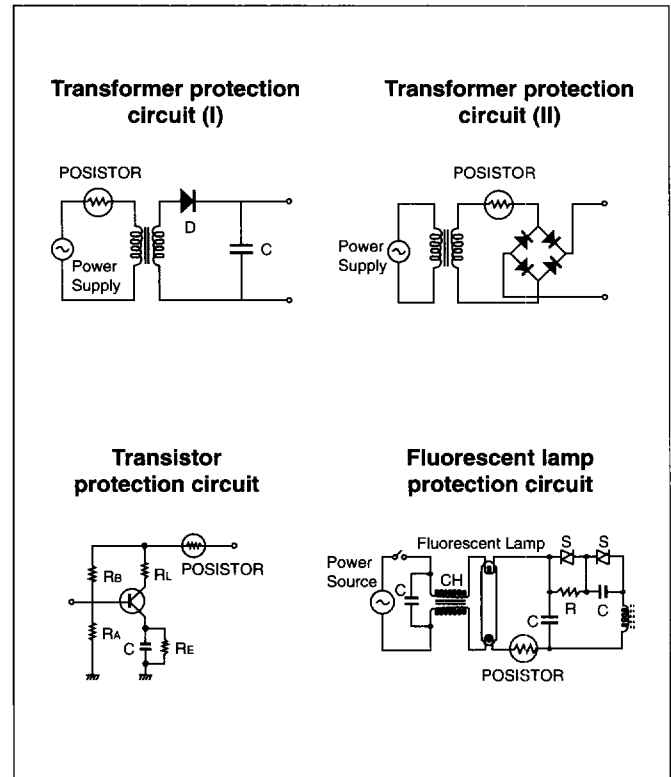 Transformer protection
circuit (I)
POSISTOR
D
C
Power
Supply
Transformer protection
circuit (II)
POSISTOR
Power
Supply
Transistor
protection circuit
POSISTOR
RB
RL
RA
C
RE
Fluorescent lamp
protection circuit
Fluorescent Lamp
S
S
Power
Source
CH
C
R
C
C
POSISTOR